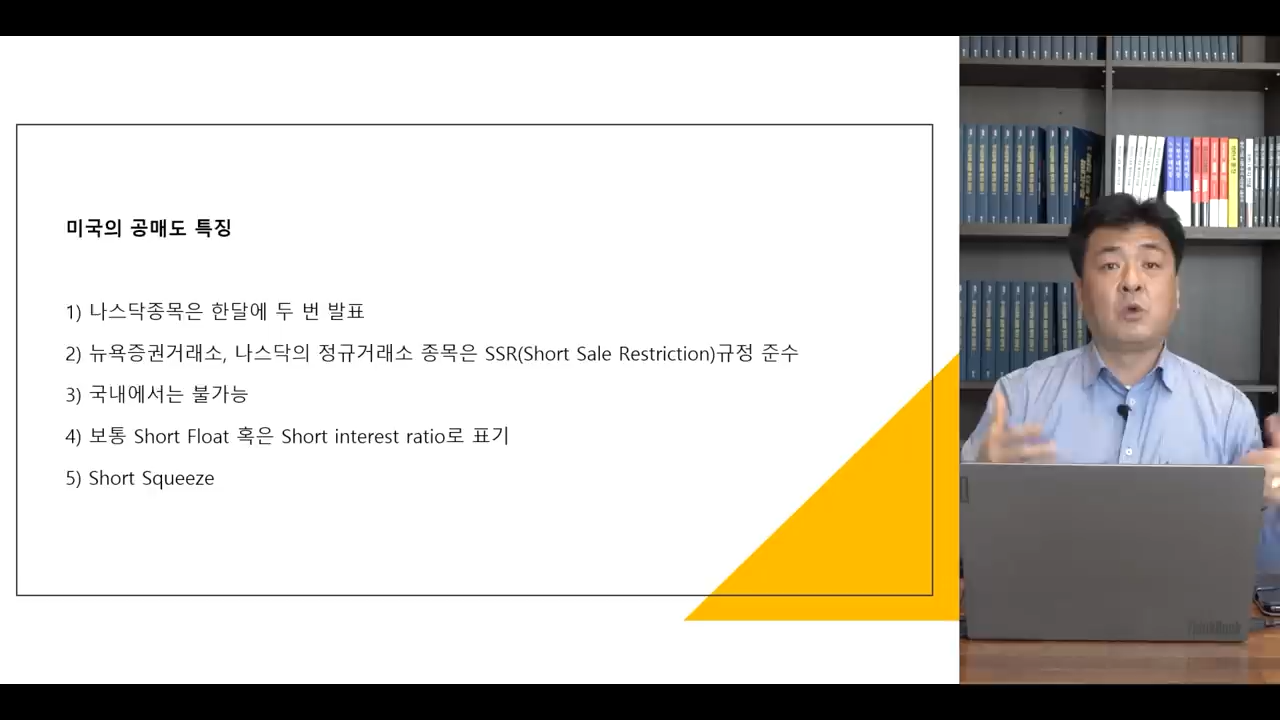 미국의 공매도 특징
1) 나스닥종목은 한달에 두 번 발표
2) 뉴욕증권거래소, 나스닥의 정규거래소 종목은 SSR(Short Sale Restriction)규정 준수
3) 국내에서는 불가능
4) 보통 Short Float 혹은 Short interest ratio로 표기
5) Short Squeeze
ThinkBook